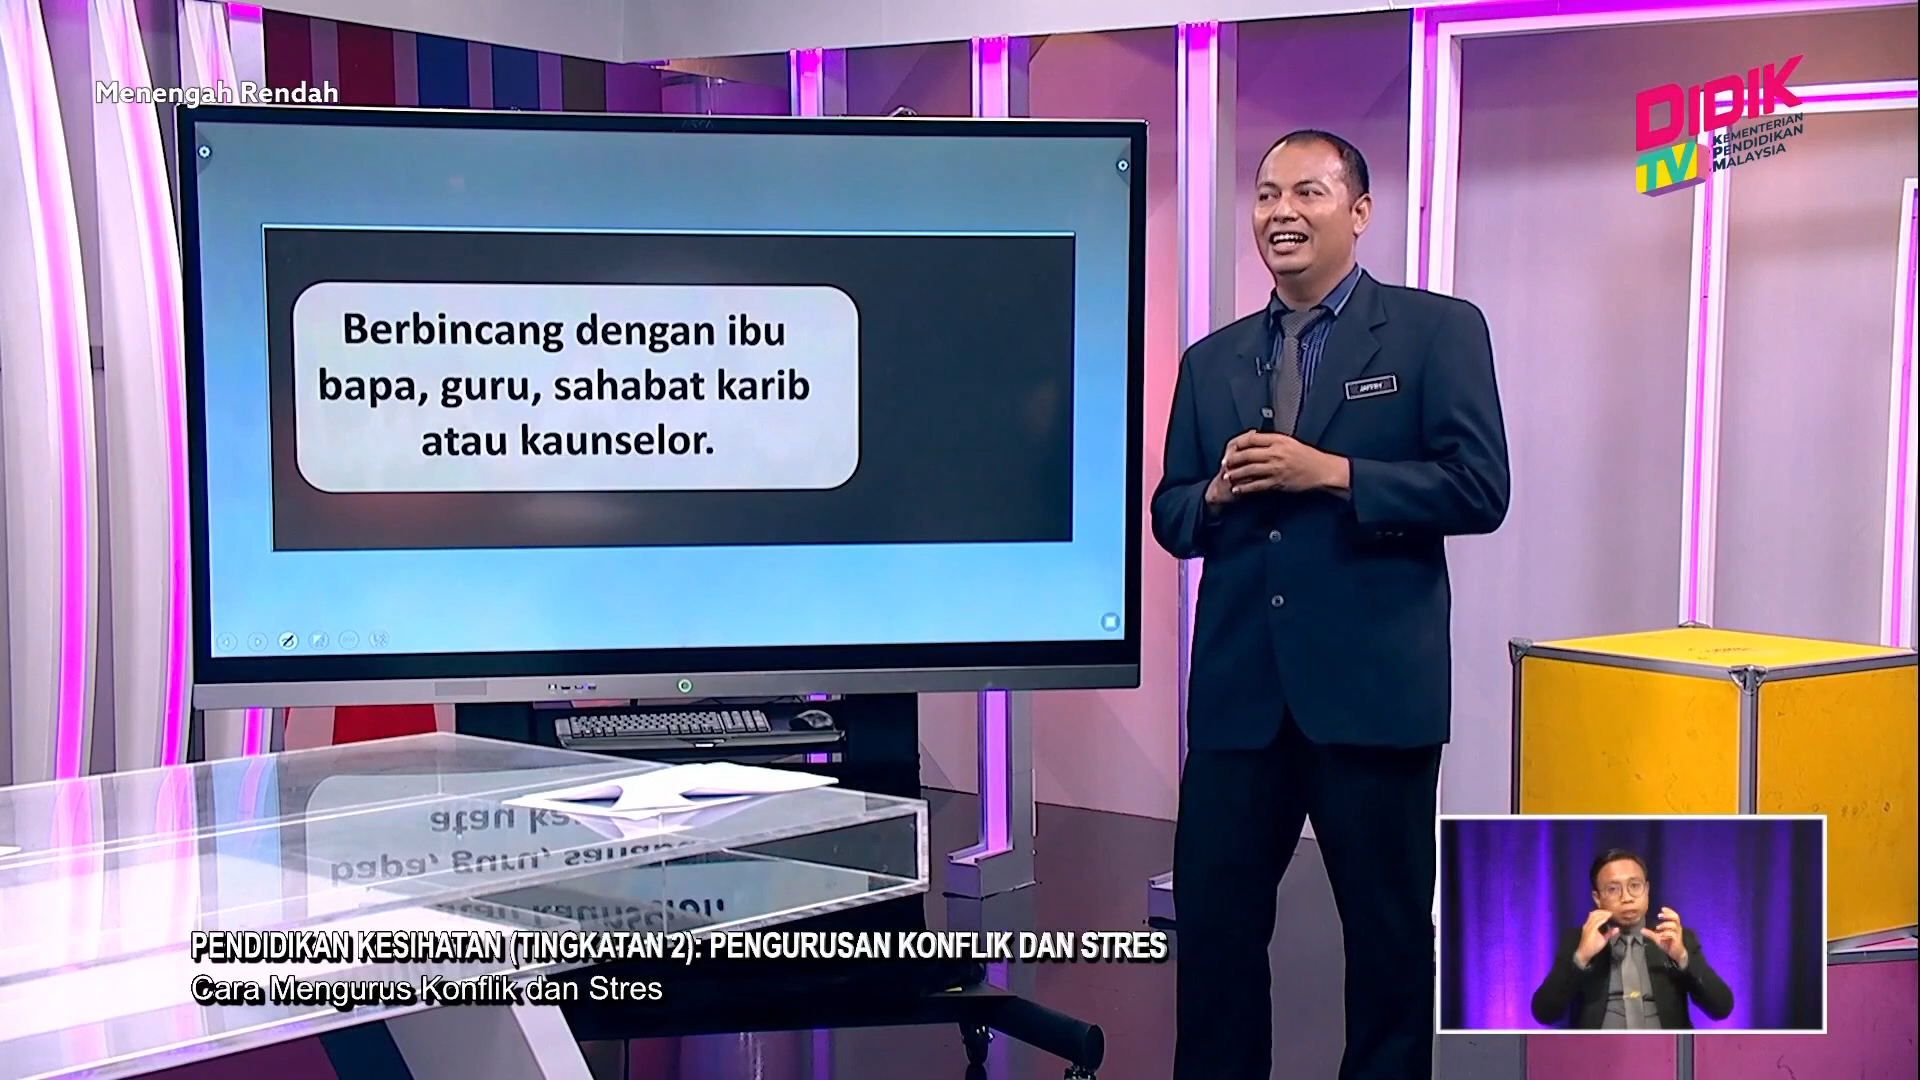 Menengah Rendah
DIDIK
TV
KEMENTERIAN
PENDIDIKAN
MALAYSIA
Berbincang dengan ibu
bapa, guru, sahabat karib
atau kaunselor.
PENDIDIKAN KESIHATAN (TINGKATAN 2): PENGURUSAN KONFLIK DAN STRES
Cara Mengurus Konflik dan Stres